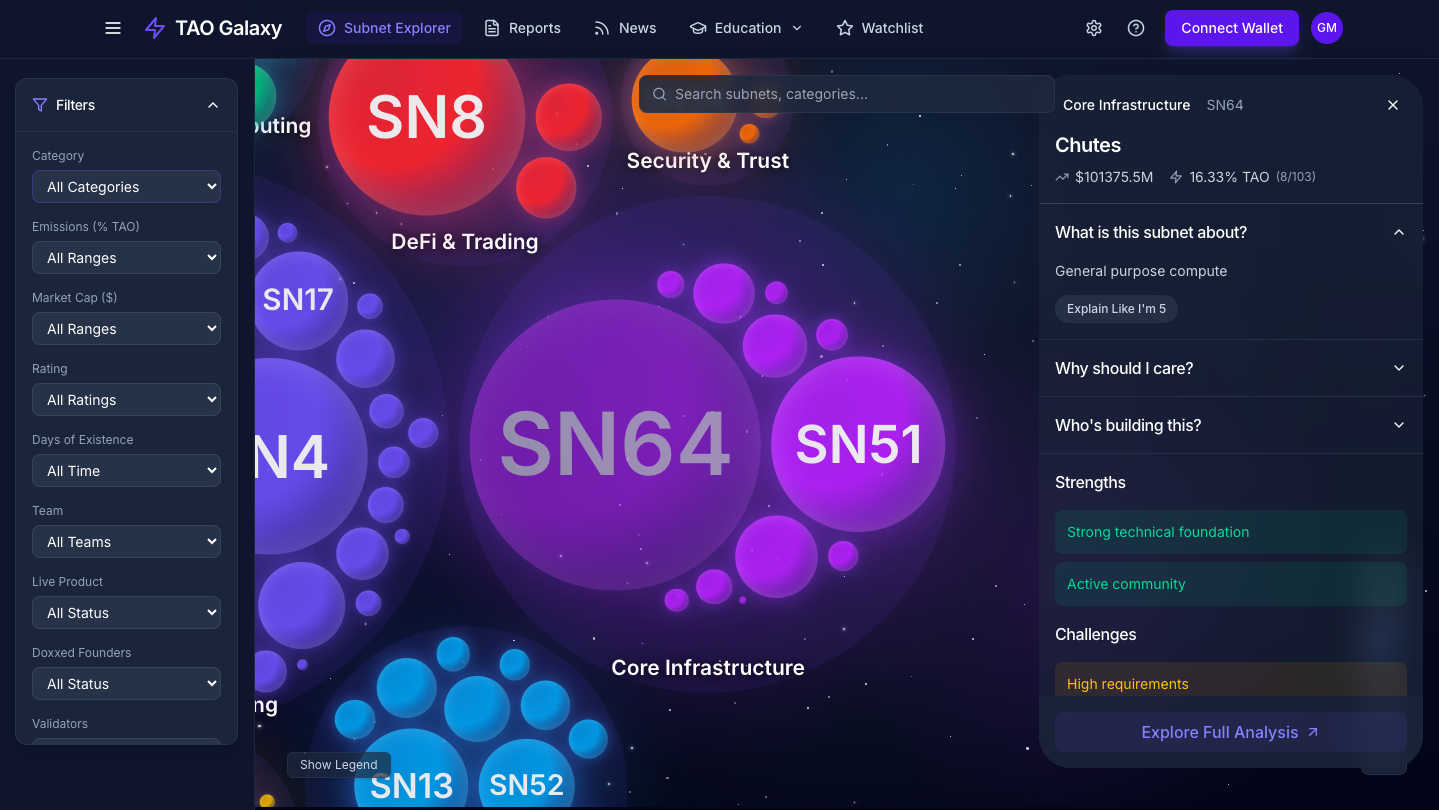 TAO Galaxy
Subnet Explorer
Reports
News
Education
Watchlist
Connect Wallet
GM
Filters
Category
All Categories
Emissions (% TAO)
All Ranges
Market Cap ($)
All Ranges
Rating
All Ratings
Days of Existence
All Time
Team
All Teams
Live Product
All Status
Doxxed Founders
All Status
Validators
Search subnets, categories...
SN8
Security & Trust
DeFi & Trading
SN17
N4
SN64
SN51
Core Infrastructure
Show Legend
SN13
SN52
Core Infrastructure SN64
Chutes
$101375.5M 16.33% TAO (8/103)
What is this subnet about?
General purpose compute
Explain Like I'm 5
Why should I care?
Who's building this?
Strengths
Strong technical foundation
Active community
Challenges
High requirements
Explore Full Analysis